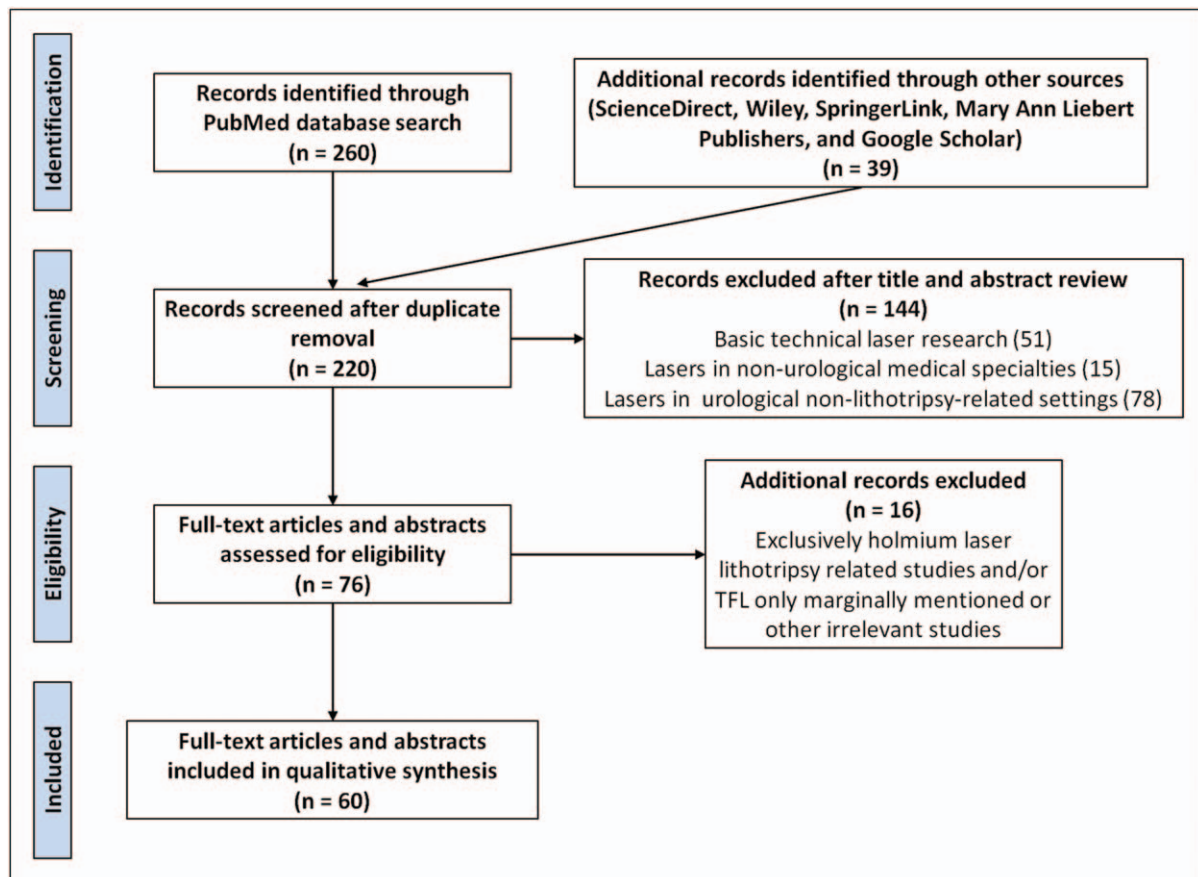 Identification
Records identified through
PubMed database search
(n = 260)
Additional records identified through other sources
(ScienceDirect, Wiley, SpringerLink, Mary Ann Liebert
Publishers, and Google Scholar)
(n = 39)
Screening
Records screened after duplicate
removal
(n = 220)
Records excluded after title and abstract review
(n = 144)
Basic technical laser research (51)
Lasers in non-urological medical specialties (15)
Lasers in urological non-lithotripsy-related settings (78)
Eligibility
Full-text articles and abstracts
assessed for eligibility
(n = 76)
Additional records excluded
(n = 16)
Exclusively holmium laser
lithotripsy related studies and/or
TFL only marginally mentioned or
other irrelevant studies
Included
Full-text articles and abstracts
included in qualitative synthesis
(n = 60)